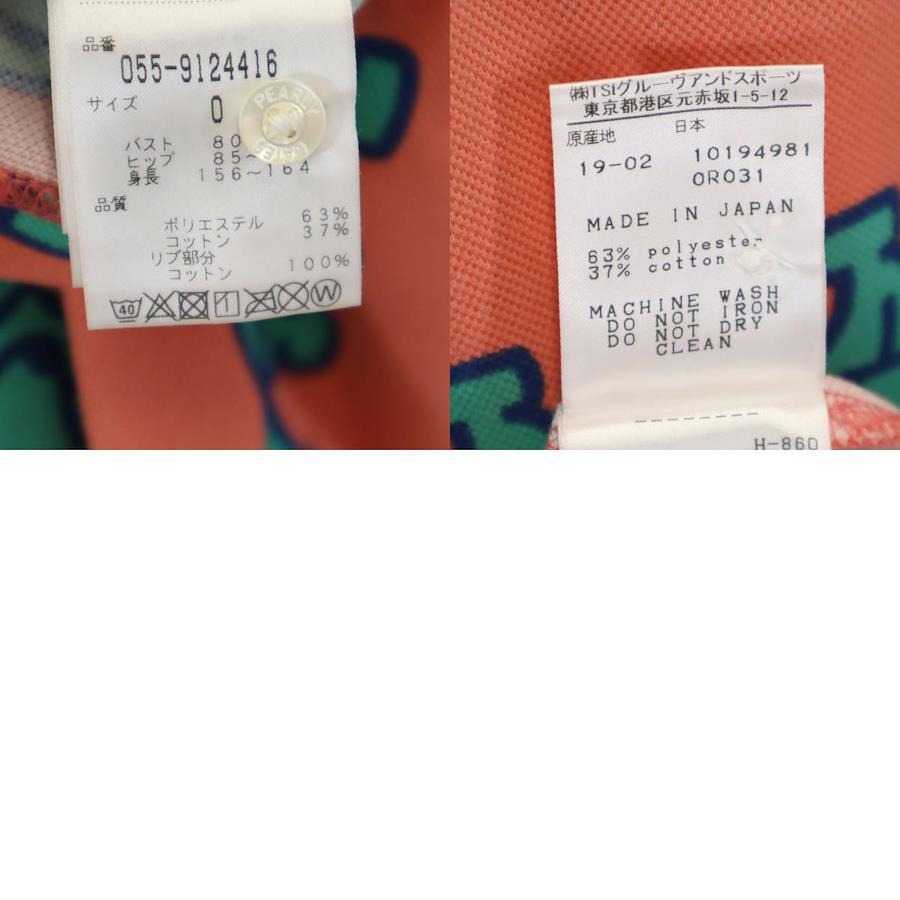 品番
055-9124416
サイズ 0
PEARLY
GATES
バスト 80
ヒップ 85~
身長 156~164
品質
ポリエステル 63%
コットン 37%
リブ部分
コットン 100%
40
W
㈱TSIグルーヴアンドスポーツ
東京都港区元赤坂1-5-12
原産地 日本
19-02 10194981
0R031
MADE IN JAPAN
63% polyester
37% cotton
MACHINE WASH
DO NOT IRON
DO NOT DRY
CLEAN
H-860